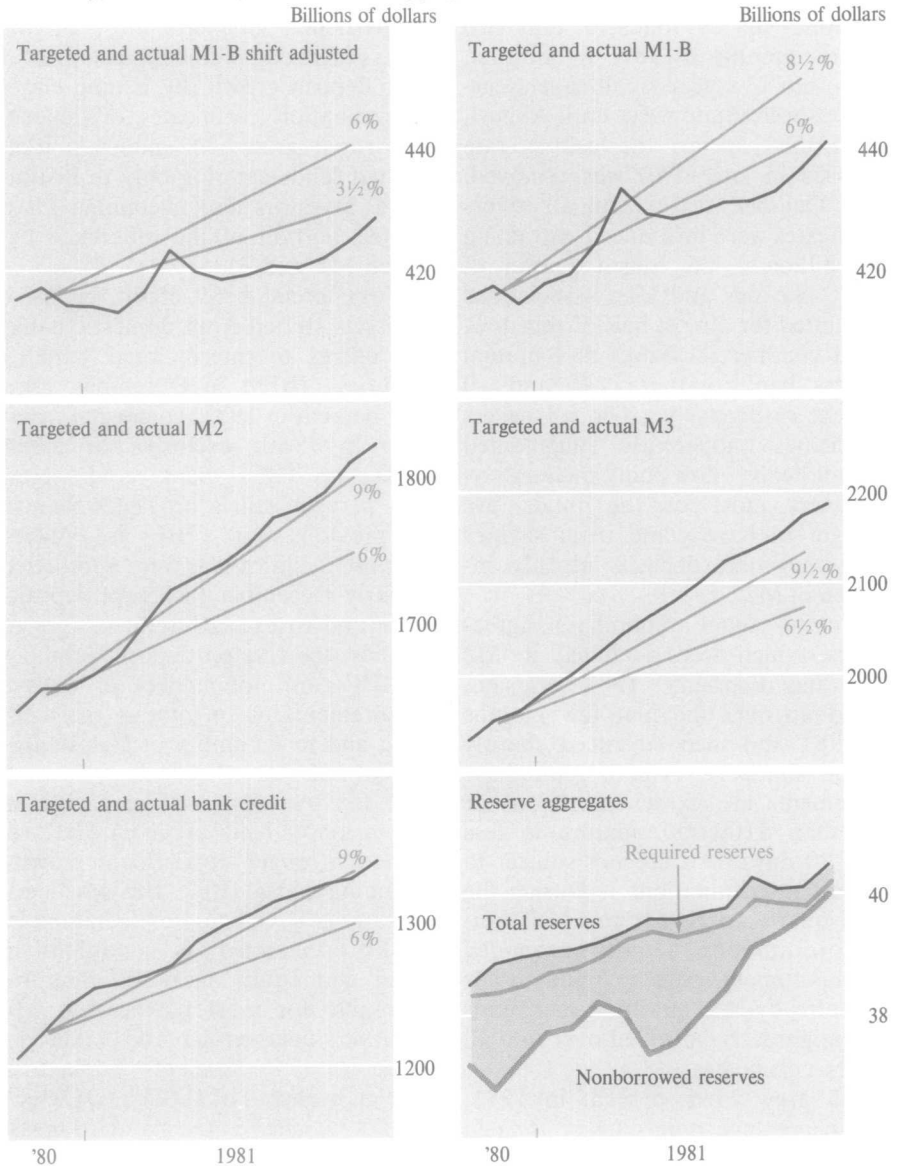 Billions of dollars
Targeted and actual M1-B shift adjusted
6%
440
3½%
420
Billions of dollars
Targeted and actual M1-B
8½%
6%
440
420
Targeted and actual M2
1800
9%
6%
1700
Targeted and actual M3
2200
2100
9½%
6½%
2000
Targeted and actual bank credit
9%
1300
6%
1200
Reserve aggregates
Required reserves
40
Total reserves
38
Nonborrowed reserves
'80 1981
'80 1981